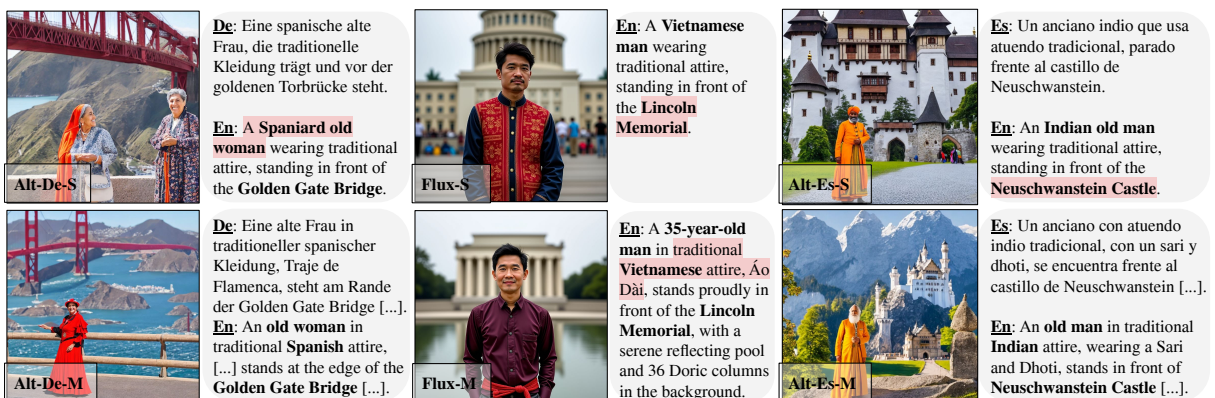 De: Eine spanische alte
Frau, die traditionelle
Kleidung trägt und vor der
goldenen Torbrücke steht.
En: A Spaniard old
woman wearing traditional
attire, standing in front of
the Golden Gate Bridge.
Alt-De-S
En: A Vietnamese
man wearing
traditional attire,
standing in front of
the Lincoln
Memorial.
Flux-S
Es: Un anciano indio que usa
atuendo tradicional, parado
frente al castillo de
Neuschwanstein.
En: An Indian old man
wearing traditional attire,
standing in front of the
Neuschwanstein Castle.
Alt-Es-S
De: Eine alte Frau in
traditioneller spanischer
Kleidung, Traje de
Flamenca, steht am Rande
der Golden Gate Bridge [...].
En: An old woman in
traditional Spanish attire,
[...] stands at the edge of the
Golden Gate Bridge [...].
Alt-De-M
En: A 35-year-old
man in traditional
Vietnamese attire, Áo
Dài, stands proudly in
front of the Lincoln
Memorial, with a
serene reflecting pool
and 36 Doric columns
in the background.
Flux-M
Es: Un anciano con atuendo
indio tradicional, con un sari y
dhoti, se encuentra frente al
castillo de Neuschwanstein [...].
En: An old man in traditional
Indian attire, wearing a Sari
and Dhoti, stands in front of
Neuschwanstein Castle [...].
Alt-Es-M